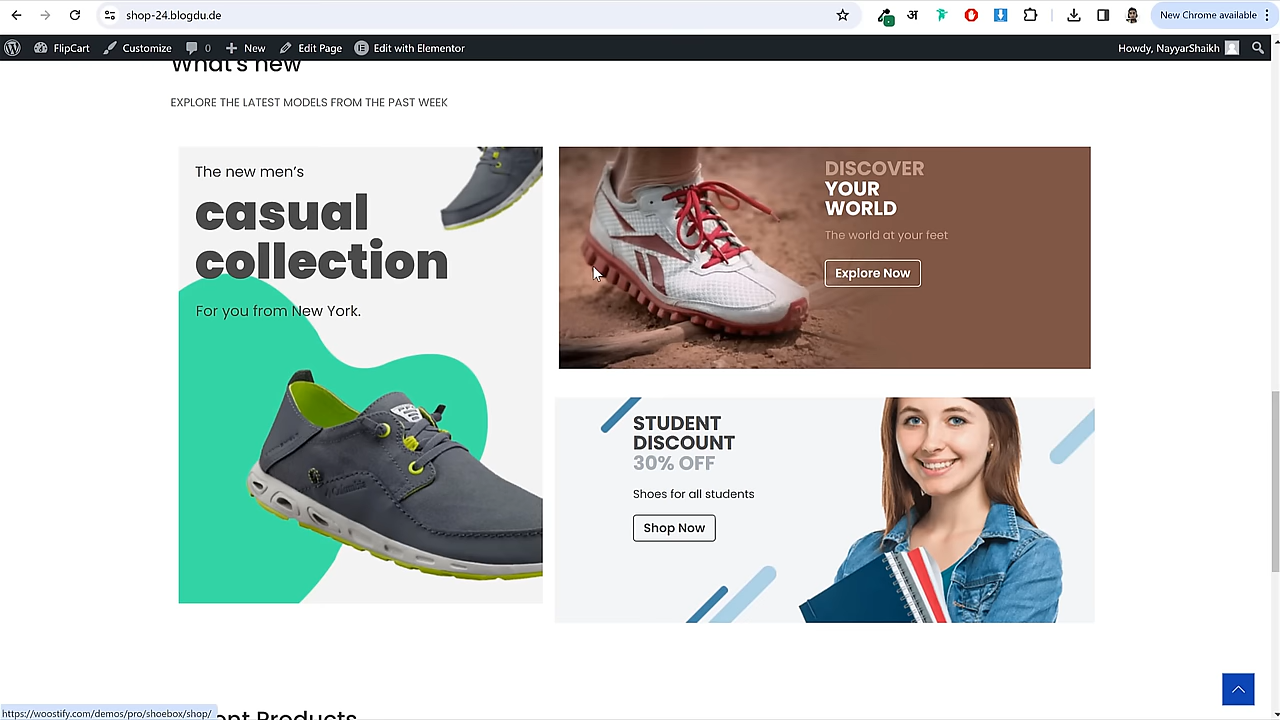 shop-24.blogdu.de
अ
New Chrome available
FlipCart
Customize
0
New
Edit Page
Edit with Elementor
Howdy, NayyarShaikh
What's new
EXPLORE THE LATEST MODELS FROM THE PAST WEEK
The new men's
casual
collection
For you from New York.
DISCOVER
YOUR
WORLD
The world at your feet
Explore Now
STUDENT
DISCOUNT
30% OFF
Shoes for all students
Shop Now
Products
https://woostify.com/demos/pro/shoebox/shop/